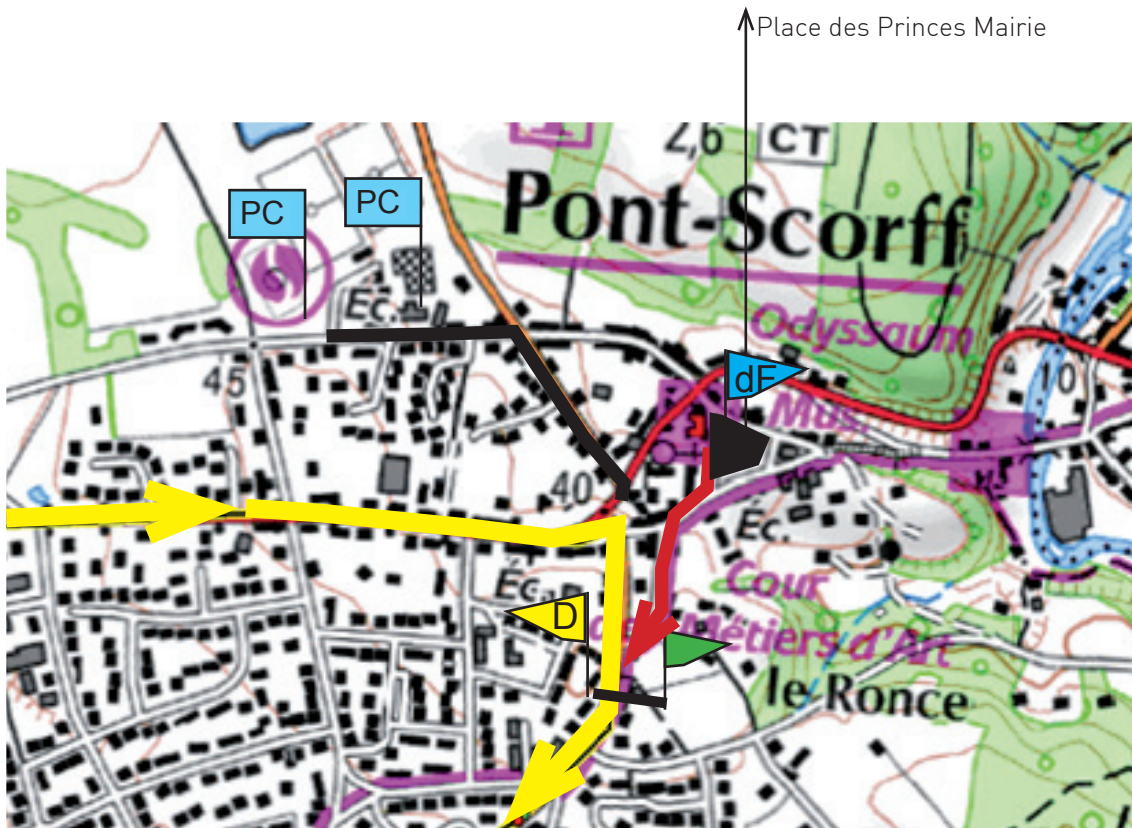 Place des Princes Mairie
2,6
CT
PC
PC
Pont-Scorff
Éc.
Odyssaum
45
dF
10
Mus.
40
Éc.
Éc.
Cour
D
des Métiers d'Art
le Ronce